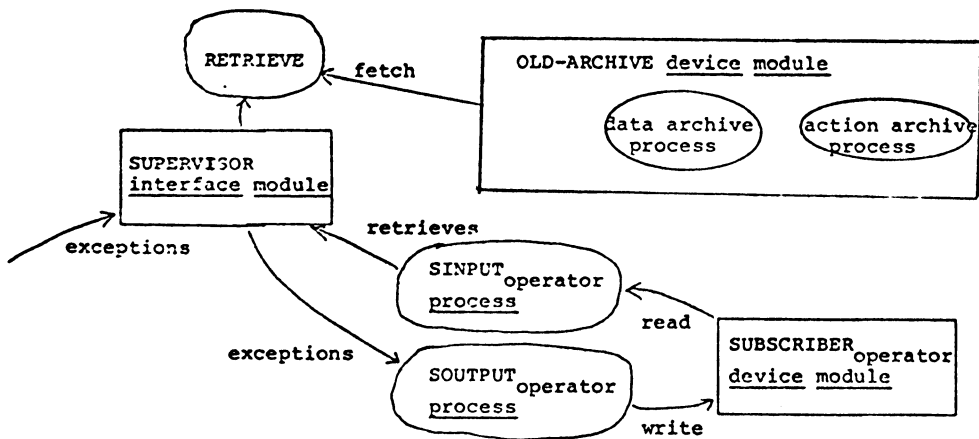 RETRIEVE
fetch
OLD-ARCHIVE device module
data archive
process
action archive
process
SUPERVISOR
interface module
exceptions
retrieves
SINPUT operator
process
read
exceptions
SUBSCRIBER operator
device module
SOUTPUT operator
process
write